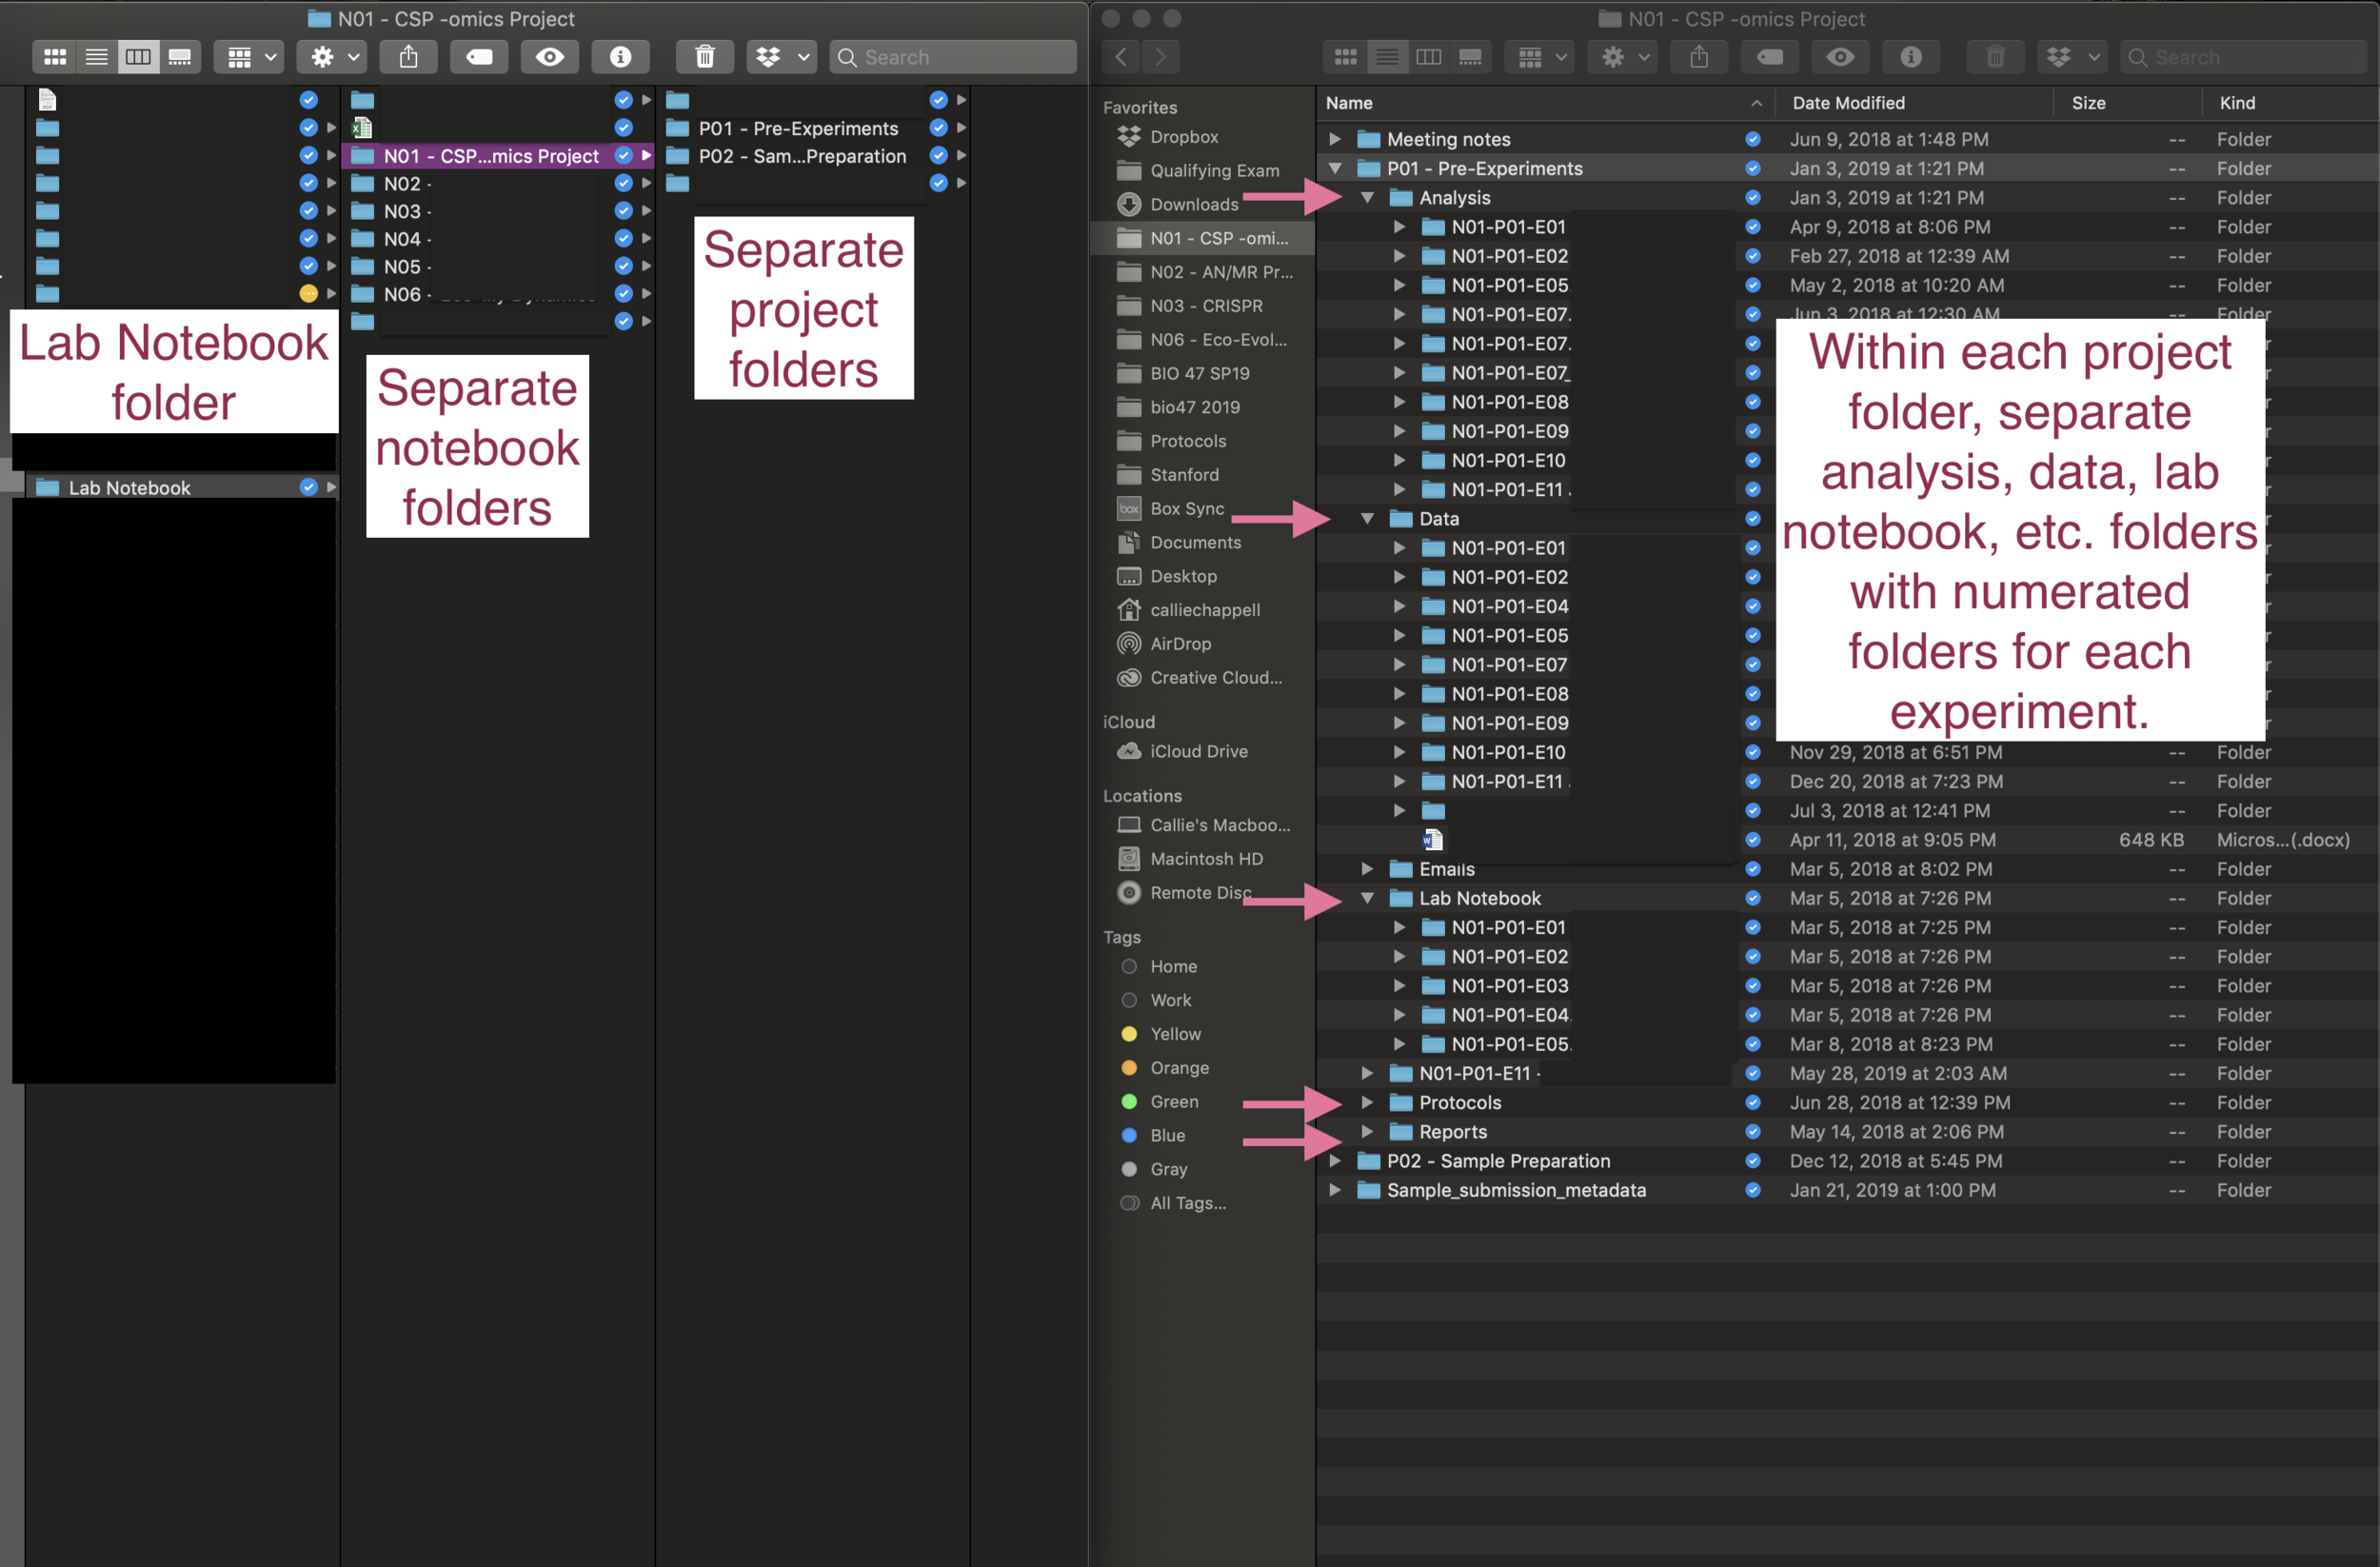 N01 - CSP -omics Project
Search
N01 - CSP...mics Project
N02 -
N03 -
N04 -
N05 -
N06 -
P01 - Pre-Experiments
P02 - Sam...Preparation
Lab Notebook
folder
Separate
notebook
folders
Separate
project
folders
Lab Notebook
N01 - CSP -omics Project
Search
Favorites
Dropbox
Qualifying Exam
Downloads
N01 - CSP -omi...
N02 - AN/MR Pr...
N03 - CRISPR
N06 - Eco-Evol...
BIO 47 SP19
bio47 2019
Protocols
Stanford
box Box Sync
Documents
Desktop
calliechappell
AirDrop
Creative Cloud...
iCloud
iCloud Drive
Locations
Callie's Macboo...
Macintosh HD
Remote Disc
Tags
Home
Work
Yellow
Orange
Green
Blue
Gray
All Tags...
Name Date Modified Size Kind
Meeting notes Jun 9, 2018 at 1:48 PM -- Folder
P01 - Pre-Experiments Jan 3, 2019 at 1:21 PM -- Folder
Analysis Jan 3, 2019 at 1:21 PM -- Folder
N01-P01-E01 Apr 9, 2018 at 8:06 PM -- Folder
N01-P01-E02 Feb 27, 2018 at 12:39 AM -- Folder
N01-P01-E05 May 2, 2018 at 10:20 AM -- Folder
N01-P01-E07. Jun 3, 2018 at 12:30 AM -- Folder
N01-P01-E07.
N01-P01-E07_
N01-P01-E08
N01-P01-E09
N01-P01-E10
N01-P01-E11
Data
N01-P01-E01
N01-P01-E02
N01-P01-E04
N01-P01-E05
N01-P01-E07
N01-P01-E08
N01-P01-E09
Within each project
folder, separate
analysis, data, lab
notebook, etc. folders
with numerated
folders for each
experiment.
N01-P01-E10 Nov 29, 2018 at 6:51 PM -- Folder
N01-P01-E11 Dec 20, 2018 at 7:23 PM -- Folder
Jul 3, 2018 at 12:41 PM -- Folder
Apr 11, 2018 at 9:05 PM 648 KB Micros...(.docx)
Emails Mar 5, 2018 at 8:02 PM -- Folder
Lab Notebook Mar 5, 2018 at 7:26 PM -- Folder
N01-P01-E01 Mar 5, 2018 at 7:25 PM -- Folder
N01-P01-E02 Mar 5, 2018 at 7:26 PM -- Folder
N01-P01-E03 Mar 5, 2018 at 7:26 PM -- Folder
N01-P01-E04. Mar 5, 2018 at 7:26 PM -- Folder
N01-P01-E05. Mar 8, 2018 at 8:23 PM -- Folder
N01-P01-E11 - May 28, 2019 at 2:03 AM -- Folder
Protocols Jun 28, 2018 at 12:39 PM -- Folder
Reports May 14, 2018 at 2:06 PM -- Folder
P02 - Sample Preparation Dec 12, 2018 at 5:45 PM -- Folder
Sample_submission_metadata Jan 21, 2019 at 1:00 PM -- Folder